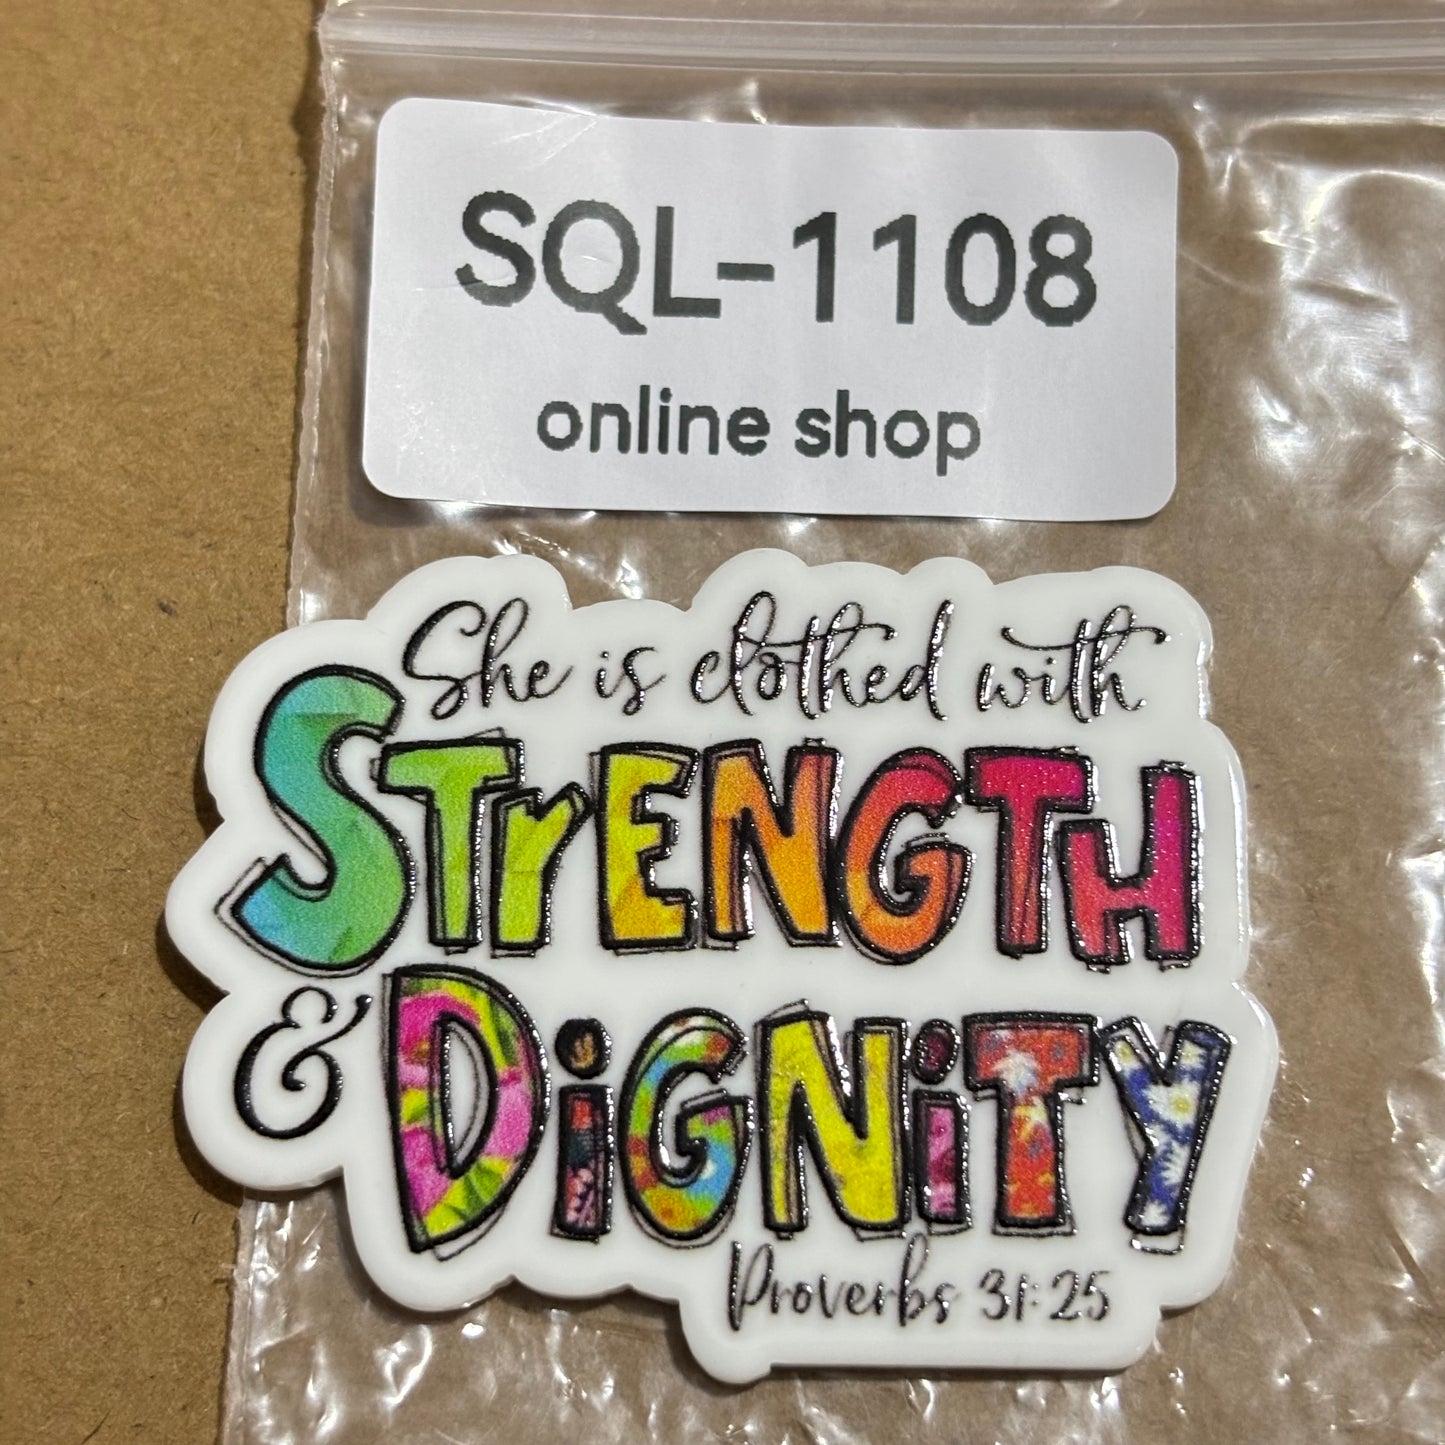 SQL-1108
online shop
She is clothed with
STrENGTH
& DiGNiTY
Proverbs 31:25